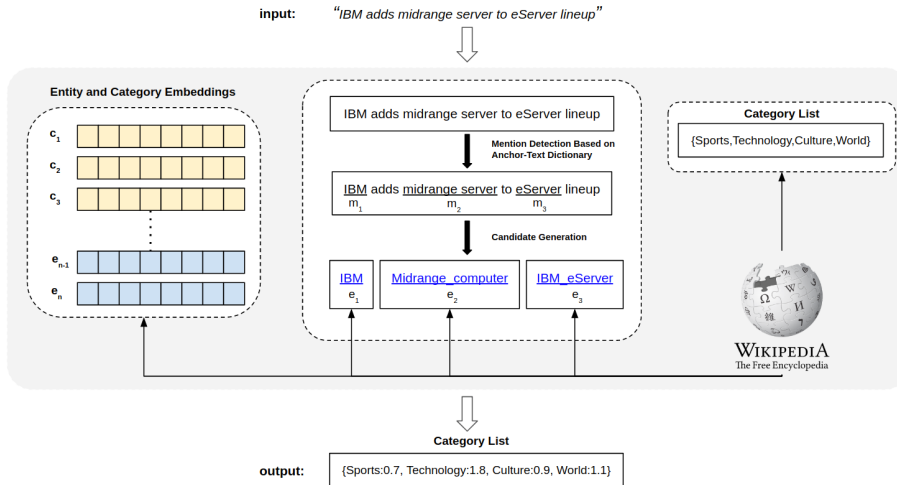 input: “IBM adds midrange server to eServer lineup”
Entity and Category Embeddings
c1
c2
c3
en-1
en
IBM adds midrange server to eServer lineup
Mention Detection Based on
Anchor-Text Dictionary
IBM adds midrange server to eServer lineup
m1 m2 m3
Candidate Generation
IBM
e1
Midrange_computer
e2
IBM_eServer
e3
Category List
{Sports,Technology,Culture,World}
Ω W И 7
WIKIPEDIA
The Free Encyclopedia
Category List
output: {Sports:0.7, Technology:1.8, Culture:0.9, World:1.1}